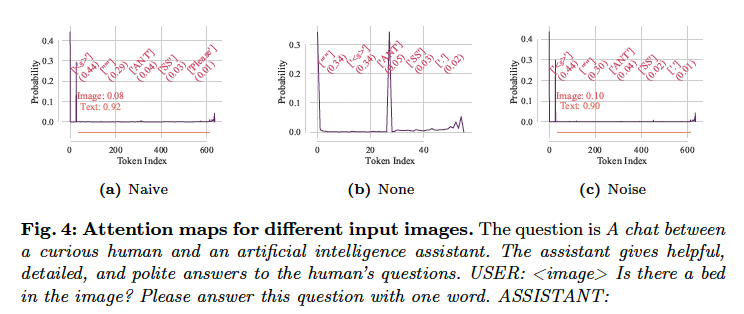 0.4
0.3
0.2
0.1
0.0
Probability
['<s>'] (0.44)
['""'] (0.29)
['ANT'] (0.04)
['SS'] (0.03)
['Please'] (0.01)
Image: 0.08
Text: 0.92
0 200 400 600
Token Index
(a) Naive
0.3
0.2
0.1
0.0
Probability
['""'] (0.34)
['<s>'] (0.34)
['ANT'] (0.05)
['SS'] (0.03)
['.'] (0.02)
0 20 40
Token Index
(b) None
0.4
0.3
0.2
0.1
0.0
Probability
['<s>'] (0.44)
['""'] (0.30)
['ANT'] (0.04)
['SS'] (0.02)
['.'] (0.01)
Image: 0.10
Text: 0.90
0 200 400 600
Token Index
(c) Noise
Fig. 4: Attention maps for different input images. The question is A chat between
a curious human and an artificial intelligence assistant. The assistant gives helpful,
detailed, and polite answers to the human's questions. USER: <image> Is there a bed
in the image? Please answer this question with one word. ASSISTANT: